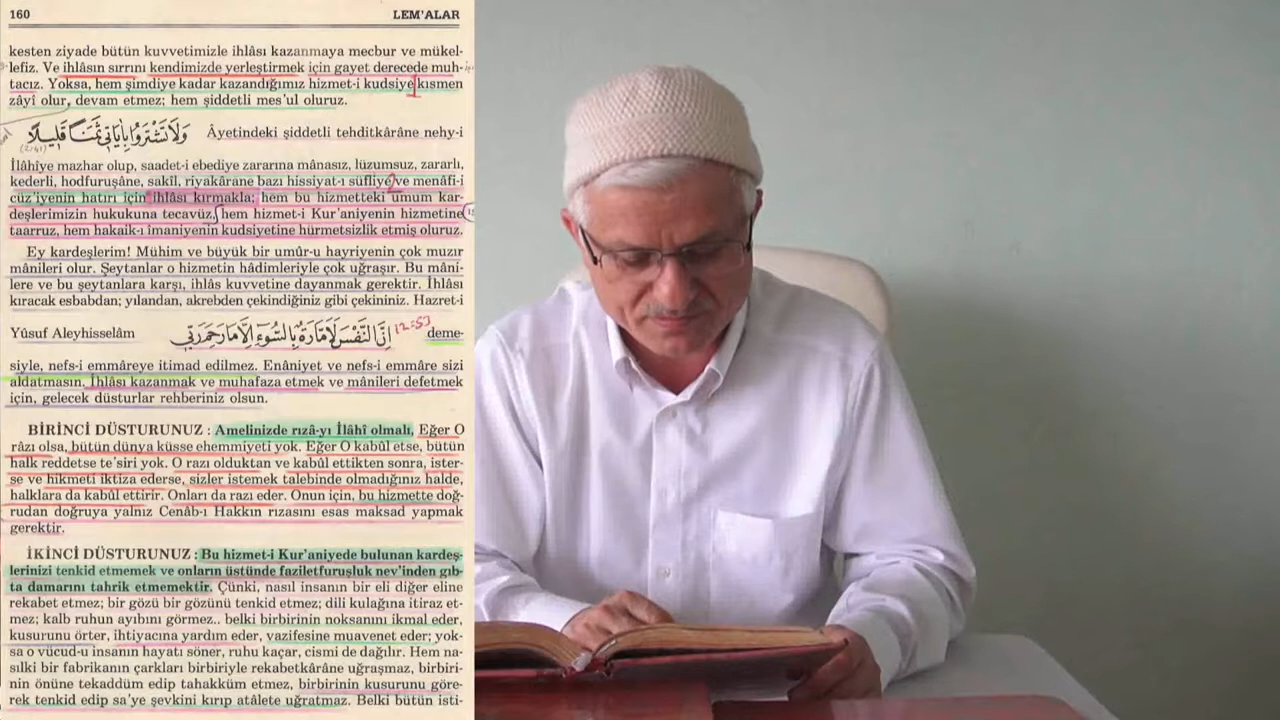 160 LEM'ALAR
kesten ziyade bütün kuvvetimizle ihlâsı kazanmaya mecbur ve mükel-
lefiz. Ve ihlâsın sırrını kendimizde yerleştirmek için gayet derecede muh-
tacız. Yoksa, hem şimdiye kadar kazandığımız hizmet-i kudsiye kısmen
zâyî olur, devam etmez; hem şiddetli mes'ul oluruz.
وَلَا تَشْتَرُوا بِاٰيَاتِى ثَمَنًا قَلِيلًا Âyetindeki şiddetli tehditkârâne nehy-i
(2/41)
İlâhîye mazhar olup, saadet-i ebediye zararına mânasız, lüzumsuz, zararlı,
kederli, hodfuruşâne, sakîl, riyakârane bazı hissiyat-ı süfliye ve menâfi-i
cüz'iyenin hatırı için ihlâsı kırmakla; hem bu hizmetteki umum kar-
deşlerimizin hukukuna tecavüz, hem hizmet-i Kur'aniyenin hizmetine
taarruz, hem hakaik-ı imaniyenin kudsiyetine hürmetsizlik etmiş oluruz.
Ey kardeşlerim! Mühim ve büyük bir umûr-u hayriyenin çok muzır
mânileri olur. Şeytanlar o hizmetin hâdimleriyle çok uğraşır. Bu mâni-
lere ve bu şeytanlara karşı, ihlâs kuvvetine dayanmak gerektir. İhlâsı
kıracak esbabdan; yılandan, akrebden çekindiğiniz gibi çekininiz. Hazret-i
Yûsuf Aleyhisselâm اِنَّ النَّفْسَ لَاَمَّارَةٌ بِالسُّوۤءِ اِلَّا مَا رَحِمَ رَبِّى 12:53 deme-
siyle, nefs-i emmâreye itimad edilmez. Enâniyet ve nefs-i emmâre sizi
aldatmasın. İhlâsı kazanmak ve muhafaza etmek ve mânileri defetmek
için, gelecek düsturlar rehberiniz olsun.
BİRİNCİ DÜSTURUNUZ : Amelinizde rızâ-yı İlâhî olmalı. Eğer O
râzı olsa, bütün dünya küsse ehemmiyeti yok. Eğer O kabûl etse, bütün
halk reddetse te'siri yok. O razı olduktan ve kabûl ettikten sonra, ister-
se ve hikmeti iktiza ederse, sizler istemek talebinde olmadığınız halde,
halklara da kabûl ettirir. Onları da razı eder. Onun için, bu hizmette doğ-
rudan doğruya yalnız Cenâb-ı Hakkın rızasını esas maksad yapmak
gerektir.
İKİNCİ DÜSTURUNUZ : Bu hizmet-i Kur'aniyede bulunan kardeş-
lerinizi tenkid etmemek ve onların üstünde faziletfuruşluk nev'inden gıb-
ta damarını tahrik etmemektir. Çünki, nasıl insanın bir eli diğer eline
rekabet etmez; bir gözü bir gözünü tenkid etmez; dili kulağına itiraz et-
mez; kalb ruhun ayıbını görmez.. belki birbirinin noksanını ikmal eder,
kusurunu örter, ihtiyacına yardım eder, vazifesine muavenet eder; yok-
sa o vücud-u insanın hayatı söner, ruhu kaçar, cismi de dağılır. Hem na-
sılki bir fabrikanın çarkları birbiriyle rekabetkârâne uğraşmaz, birbiri-
nin önüne tekaddüm edip tahakküm etmez, birbirinin kusurunu göre-
rek tenkid edip sa'ye şevkini kırıp atâlete uğratmaz. Belki bütün isti-